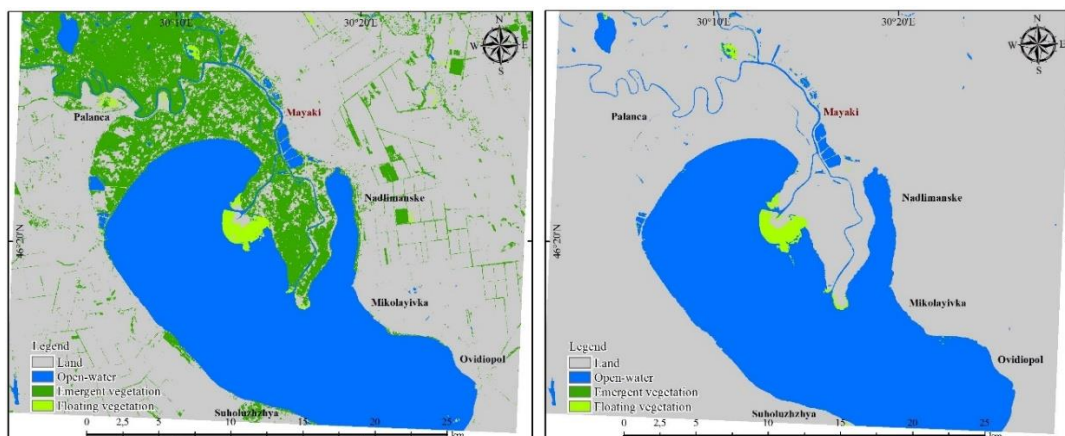 30°10'E
30°20'E
N
W
E
S
Palanca
Mayaki
Nadlimanske
46°20'N
Mikolayivka
Ovidiopol
Legend
Land
Open-water
Emergent vegetation
Floating vegetation
Suholuzhzhya
0 2,5 5 10 15 20 25
km
30°10'E
30°20'E
N
W
E
S
Palanca
Mayaki
Nadlimanske
46°20'N
Mikolayivka
Ovidiopol
Legend
Land
Open-water
Emergent vegetation
Floating vegetation
Suholuzhzhya
0 2,5 5 10 15 20 25
km